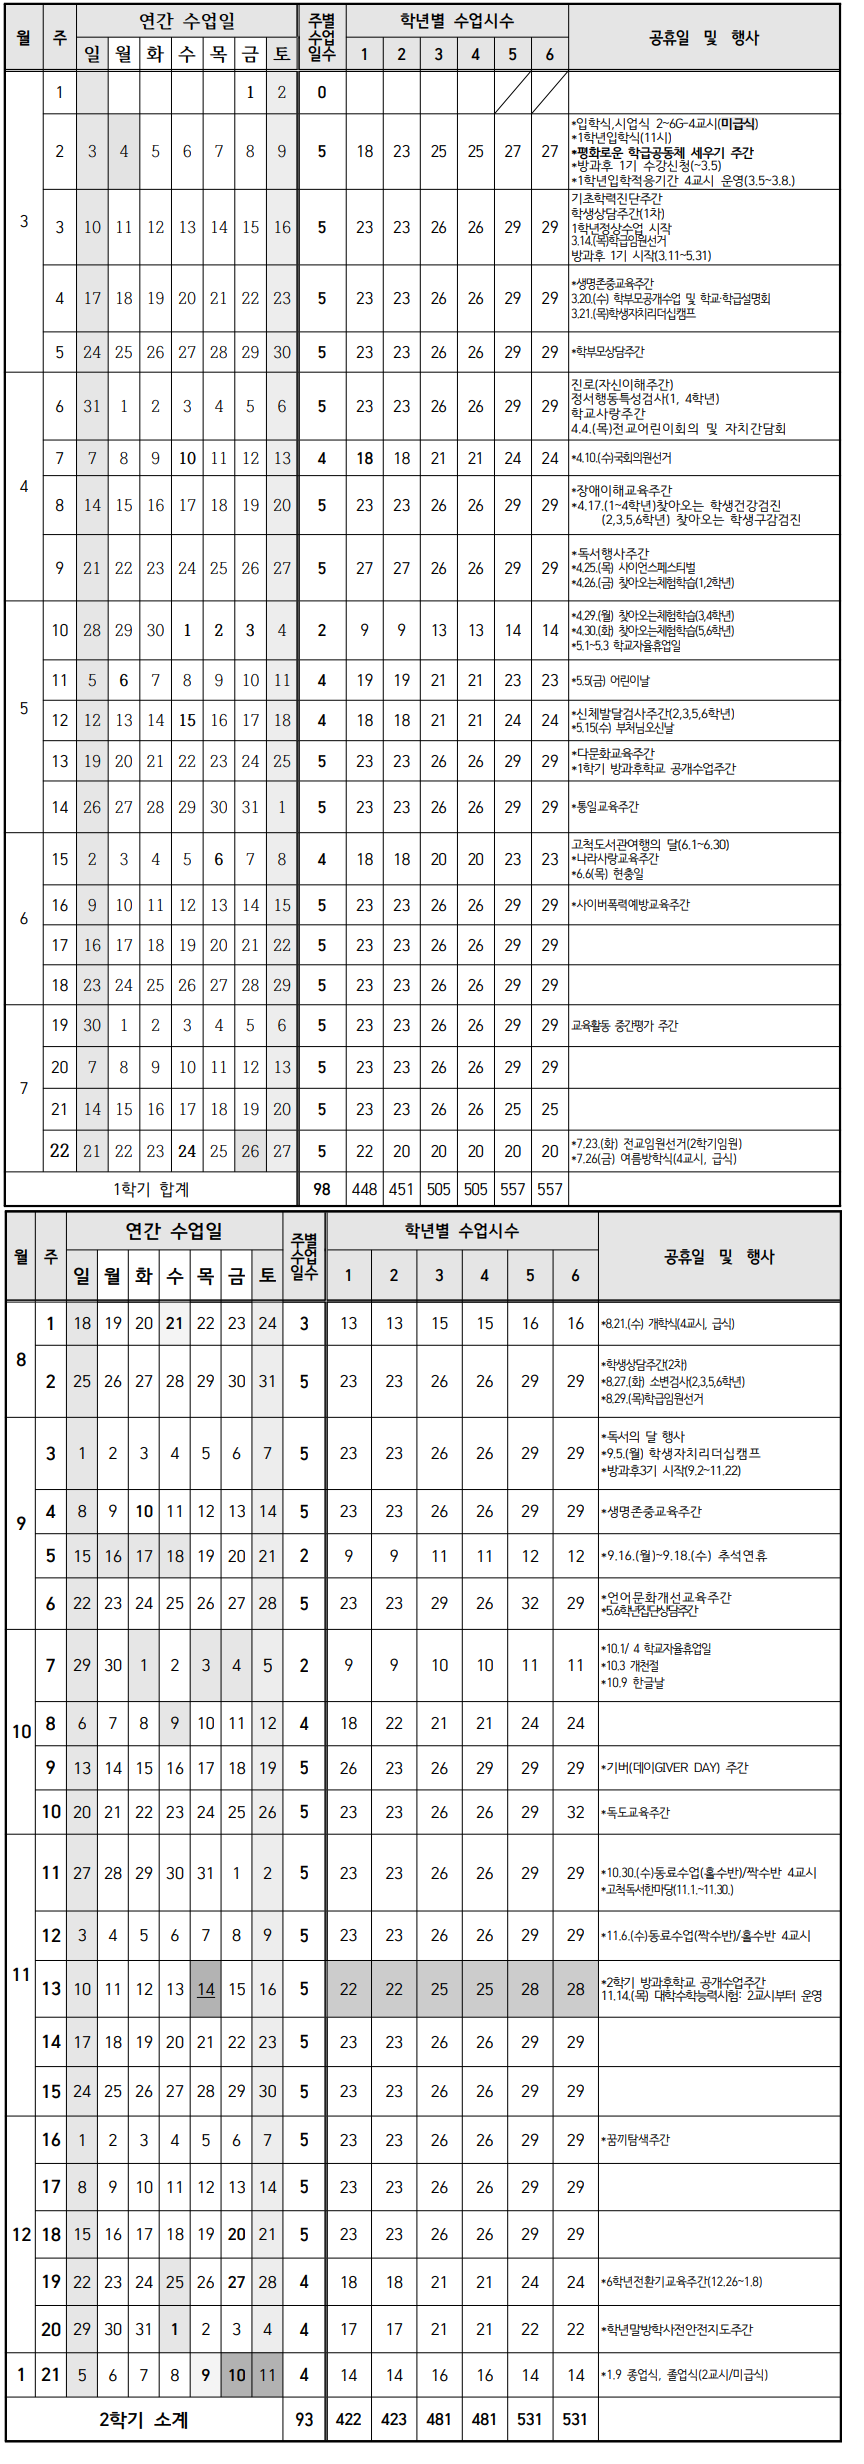 월 주 연간 수업일 주별 수업 일수 학년별 수업시수 공휴일 및 행사
일 월 화 수 목 금 토 1 2 3 4 5 6
3 1 1 2 0
2 3 4 5 6 7 8 9 5 18 23 25 25 27 27 *입학식,시업식 2~6G-4교시(미급식)
*1학년입학식(11시)
*평화로운 학급공동체 세우기 주간
*방과후 1기 수강신청(~3.5)
*1학년입학적응기간 4교시 운영(3.5~3.8.)
3 10 11 12 13 14 15 16 5 23 23 26 26 29 29 기초학력진단주간
학생상담주간(1차)
1학년정상수업 시작
3.14.(목)학급임원선거
방과후 1기 시작(3.11~5.31)
4 17 18 19 20 21 22 23 5 23 23 26 26 29 29 *생명존중교육주간
3.20.(수) 학부모공개수업 및 학교·학급설명회
3.21.(목)학생자치리더십캠프
5 24 25 26 27 28 29 30 5 23 23 26 26 29 29 *학부모상담주간
4 6 31 1 2 3 4 5 6 5 23 23 26 26 29 29 진로(자신이해주간)
정서행동특성검사(1, 4학년)
학교사랑주간
4.4.(목)전교어린이회의 및 자치간담회
7 7 8 9 10 11 12 13 4 18 18 21 21 24 24 *4.10.(수)국회의원선거
8 14 15 16 17 18 19 20 5 23 23 26 26 29 29 *장애이해교육주간
*4.17.(1~4학년)찾아오는 학생건강검진
(2,3,5,6학년) 찾아오는 학생구강검진
9 21 22 23 24 25 26 27 5 27 27 26 26 29 29 *독서행사주간
*4.25.(목) 사이언스페스티벌
*4.26.(금) 찾아오는체험학습(1,2학년)
5 10 28 29 30 1 2 3 4 2 9 9 13 13 14 14 *4.29.(월) 찾아오는체험학습(3,4학년)
*4.30.(화) 찾아오는체험학습(5,6학년)
*5.1~5.3 학교자율휴업일
11 5 6 7 8 9 10 11 4 19 19 21 21 23 23 *5.5(금) 어린이날
12 12 13 14 15 16 17 18 4 18 18 21 21 24 24 *신체발달검사주간(2,3,5,6학년)
*5.15(수) 부처님오신날
13 19 20 21 22 23 24 25 5 23 23 26 26 29 29 *다문화교육주간
*1학기 방과후학교 공개수업주간
14 26 27 28 29 30 31 1 5 23 23 26 26 29 29 *통일교육주간
6 15 2 3 4 5 6 7 8 4 18 18 20 20 23 23 고척도서관여행의 달(6.1~6.30)
*나라사랑교육주간
*6.6(목) 현충일
16 9 10 11 12 13 14 15 5 23 23 26 26 29 29 *사이버폭력예방교육주간
17 16 17 18 19 20 21 22 5 23 23 26 26 29 29
18 23 24 25 26 27 28 29 5 23 23 26 26 29 29
7 19 30 1 2 3 4 5 6 5 23 23 26 26 29 29 교육활동 중간평가 주간
20 7 8 9 10 11 12 13 5 23 23 26 26 29 29
21 14 15 16 17 18 19 20 5 23 23 26 26 25 25
22 21 22 23 24 25 26 27 5 22 20 20 20 20 20 *7.23.(화) 전교임원선거(2학기임원)
*7.26(금) 여름방학식(4교시, 급식)
1학기 합계 98 448 451 505 505 557 557
월 주 연간 수업일 주별 수업 일수 학년별 수업시수 공휴일 및 행사
일 월 화 수 목 금 토 1 2 3 4 5 6
8 1 18 19 20 21 22 23 24 3 13 13 15 15 16 16 *8.21.(수) 개학식(4교시, 급식)
2 25 26 27 28 29 30 31 5 23 23 26 26 29 29 *학생상담주간(2차)
*8.27.(화) 소변검사(2,3,5,6학년)
*8.29.(목)학급임원선거
9 3 1 2 3 4 5 6 7 5 23 23 26 26 29 29 *독서의 달 행사
*9.5.(월) 학생자치리더십캠프
*방과후3기 시작(9.2~11.22)
4 8 9 10 11 12 13 14 5 23 23 26 26 29 29 *생명존중교육주간
5 15 16 17 18 19 20 21 2 9 9 11 11 12 12 *9.16.(월)~9.18.(수) 추석연휴
6 22 23 24 25 26 27 28 5 23 23 29 26 32 29 *언어문화개선교육주간
*5.6학년집단상담주간
10 7 29 30 1 2 3 4 5 2 9 9 10 10 11 11 *10.1/ 4 학교자율휴업일
*10.3 개천절
*10.9 한글날
8 6 7 8 9 10 11 12 4 18 22 21 21 24 24
9 13 14 15 16 17 18 19 5 26 23 26 29 29 29 *기버(데이GIVER DAY) 주간
10 20 21 22 23 24 25 26 5 23 23 26 26 29 32 *독도교육주간
11 11 27 28 29 30 31 1 2 5 23 23 26 26 29 29 *10.30.(수)동료수업(홀수반)/짝수반 4교시
*고척독서한마당(11.1.~11.30.)
12 3 4 5 6 7 8 9 5 23 23 26 26 29 29 *11.6.(수)동료수업(짝수반)/홀수반 4교시
13 10 11 12 13 14 15 16 5 22 22 25 25 28 28 *2학기 방과후학교 공개수업주간
11.14.(목) 대학수학능력시험: 2교시부터 운영
14 17 18 19 20 21 22 23 5 23 23 26 26 29 29
15 24 25 26 27 28 29 30 5 23 23 26 26 29 29
12 16 1 2 3 4 5 6 7 5 23 23 26 26 29 29 *꿈끼탐색주간
17 8 9 10 11 12 13 14 5 23 23 26 26 29 29
18 15 16 17 18 19 20 21 5 23 23 26 26 29 29
19 22 23 24 25 26 27 28 4 18 18 21 21 24 24 *6학년전환기교육주간(12.26~1.8)
20 29 30 31 1 2 3 4 4 17 17 21 21 22 22 *학년말방학사전안전지도주간
1 21 5 6 7 8 9 10 11 4 14 14 16 16 14 14 *1.9 종업식, 졸업식(2교시/미급식)
2학기 소계 93 422 423 481 481 531 531